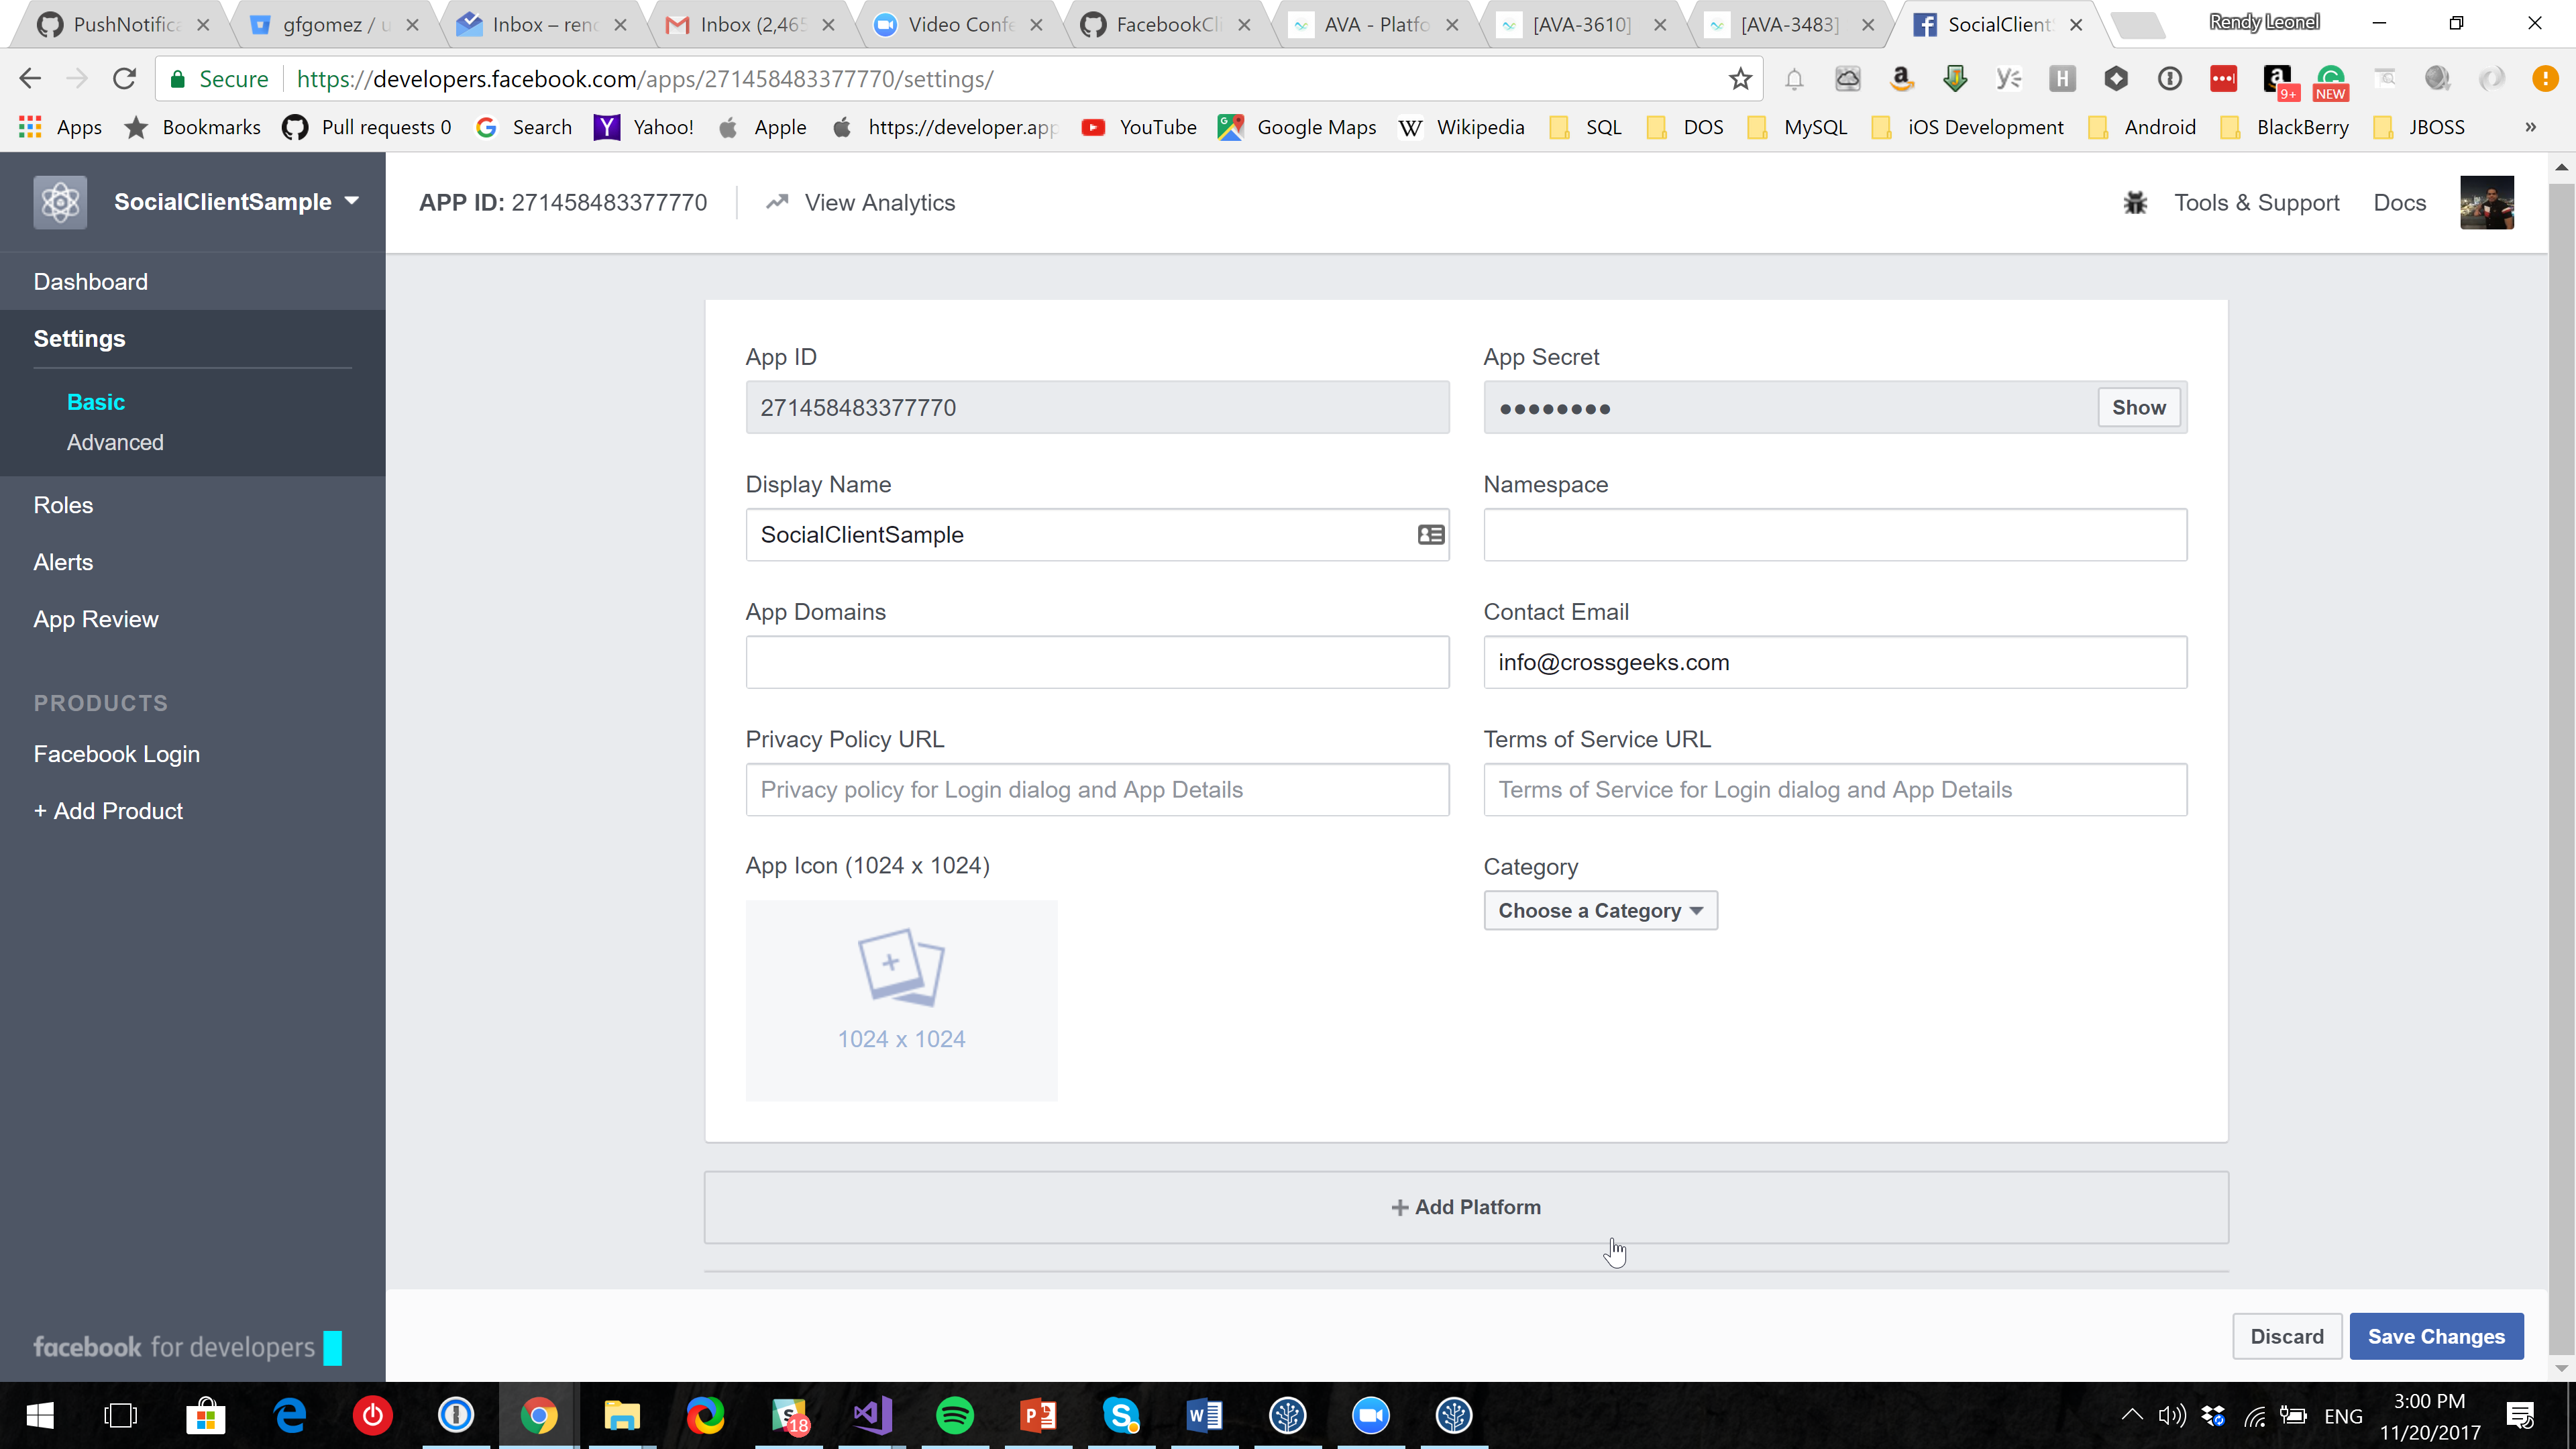 PushNotifica
gfgomez / u
Inbox – renc
Inbox (2,465
Video Confe
FacebookCli
AVA - Platfo
[AVA-3610]
[AVA-3483]
SocialClient
Rendy Leonel
Secure
https://developers.facebook.com/apps/271458483377770/settings/
9+
NEW
Apps
Bookmarks
Pull requests 0
Search
Yahoo!
Apple
https://developer.app
YouTube
Google Maps
Wikipedia
SQL
DOS
MySQL
iOS Development
Android
BlackBerry
JBOSS
»
SocialClientSample
APP ID: 271458483377770
View Analytics
Tools & Support
Docs
Dashboard
Settings
Basic
Advanced
Roles
Alerts
App Review
PRODUCTS
Facebook Login
+ Add Product
facebook for developers
App ID
271458483377770
App Secret
●●●●●●●●
Show
Display Name
SocialClientSample
Namespace
App Domains
Contact Email
info@crossgeeks.com
Privacy Policy URL
Privacy policy for Login dialog and App Details
Terms of Service URL
Terms of Service for Login dialog and App Details
App Icon (1024 x 1024)
1024 x 1024
Category
Choose a Category
+ Add Platform
Discard
Save Changes
18
ENG
3:00 PM
11/20/2017